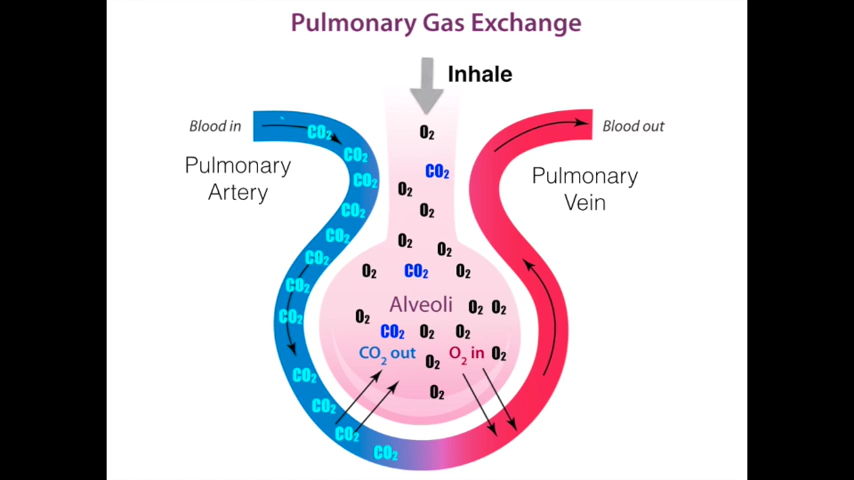 Pulmonary Gas Exchange
Inhale
Blood in
Pulmonary
Artery
Blood out
Pulmonary
Vein
CO₂
CO₂
CO₂
CO₂
CO₂
CO₂
CO₂
CO₂
CO₂
CO₂
CO₂
CO₂
O₂
CO₂
O₂
O₂
O₂
O₂
O₂
CO₂
O₂
Alveoli
O₂ O₂
O₂
CO₂ O₂ O₂
CO₂ out
O₂
O₂ in
O₂
O₂